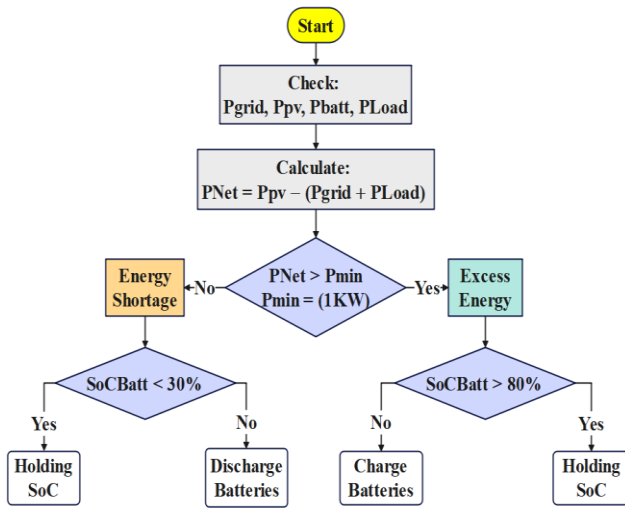 Start
Check:
Pgrid, Ppv, Pbatt, PLoad
Calculate:
PNet = Ppv – (Pgrid + PLoad)
Energy
Shortage
No
PNet > Pmin
Pmin = (1KW)
Yes
Excess
Energy
SoCBatt < 30%
SoCBatt > 80%
Yes
No
No
Yes
Holding
SoC
Discharge
Batteries
Charge
Batteries
Holding
SoC